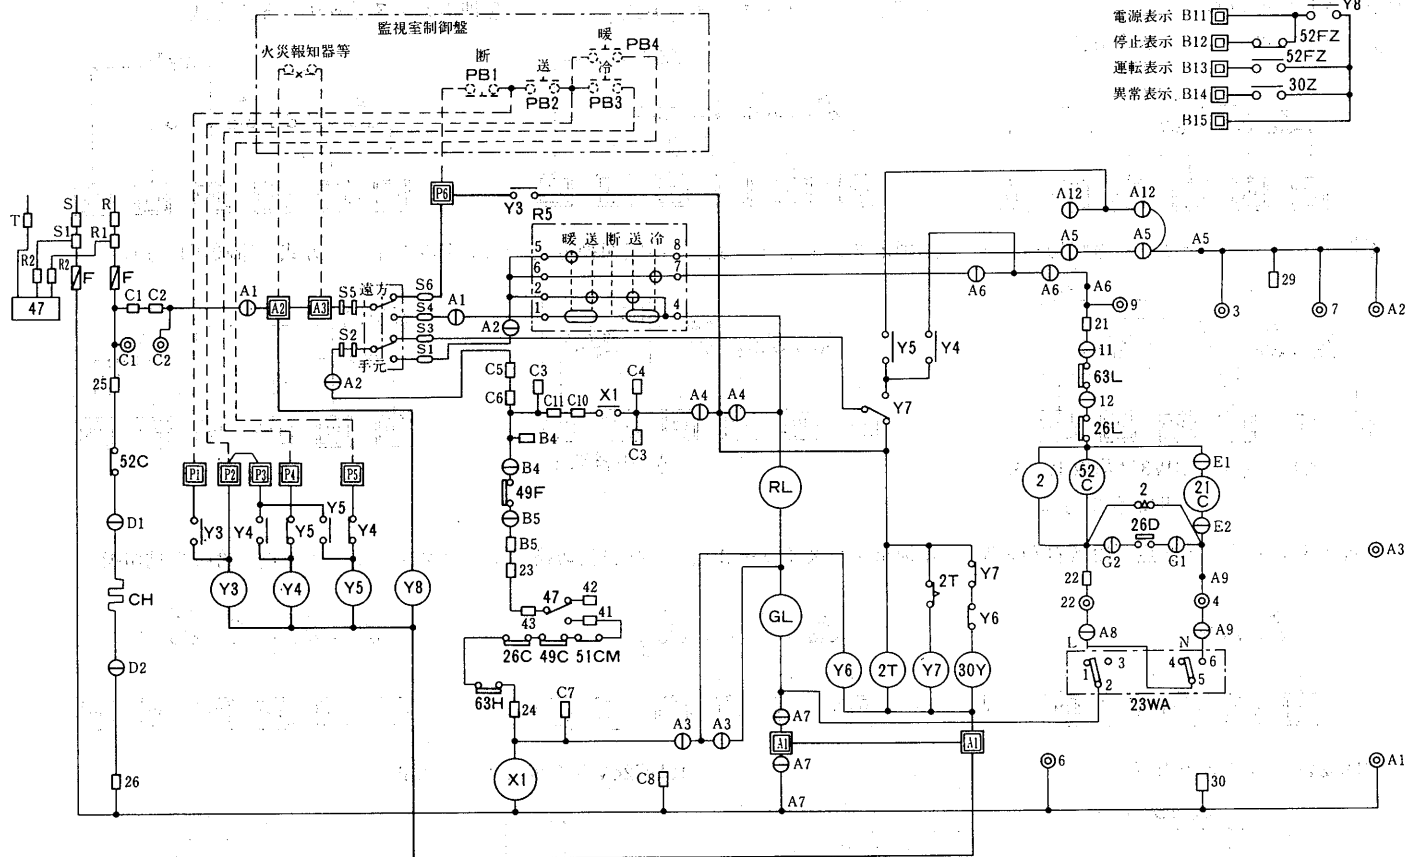 監視室制御盤
火災報知器等
断
PB1
送
PB2
暖
PB4
冷
PB3
電源表示 B11
Y8
停止表示 B12
52FZ
運転表示 B13
52FZ
異常表示 B14
30Z
B15
P6
Y3
R5
T
S
R
S1
R1
R2
R2
F
F
47
C1
C2
C1
C2
A1
A2
A3
S5
遠方
S6
S4
A1
S2
S3
S1
手元
A2
A2
暖 送 断 送 冷
5
6
2
1
8
7
4
A12
A12
A5
A5
A5
A6
A6
A6
29
3
7
A2
9
21
11
63L
12
26L
Y5
Y4
Y7
25
52C
D1
CH
D2
26
P1
P2
P3
P4
P5
Y3
Y4
Y5
Y5
Y4
Y3
Y4
Y5
Y8
C5
C6
C3
C11
C10
X1
C4
C3
A4
A4
B4
B4
49F
B5
B5
23
43
47
42
41
26C
49C
51CM
63H
24
C7
X1
C8
A3
A3
RL
GL
A7
A1
A7
A7
2T
Y7
Y6
Y6
2T
Y7
30Y
A1
2
52
C
E1
21
C
E2
2
26D
G2
G1
22
22
A9
4
A8
A9
L
N
1
3
2
4
6
5
23WA
A3
6
30
A1